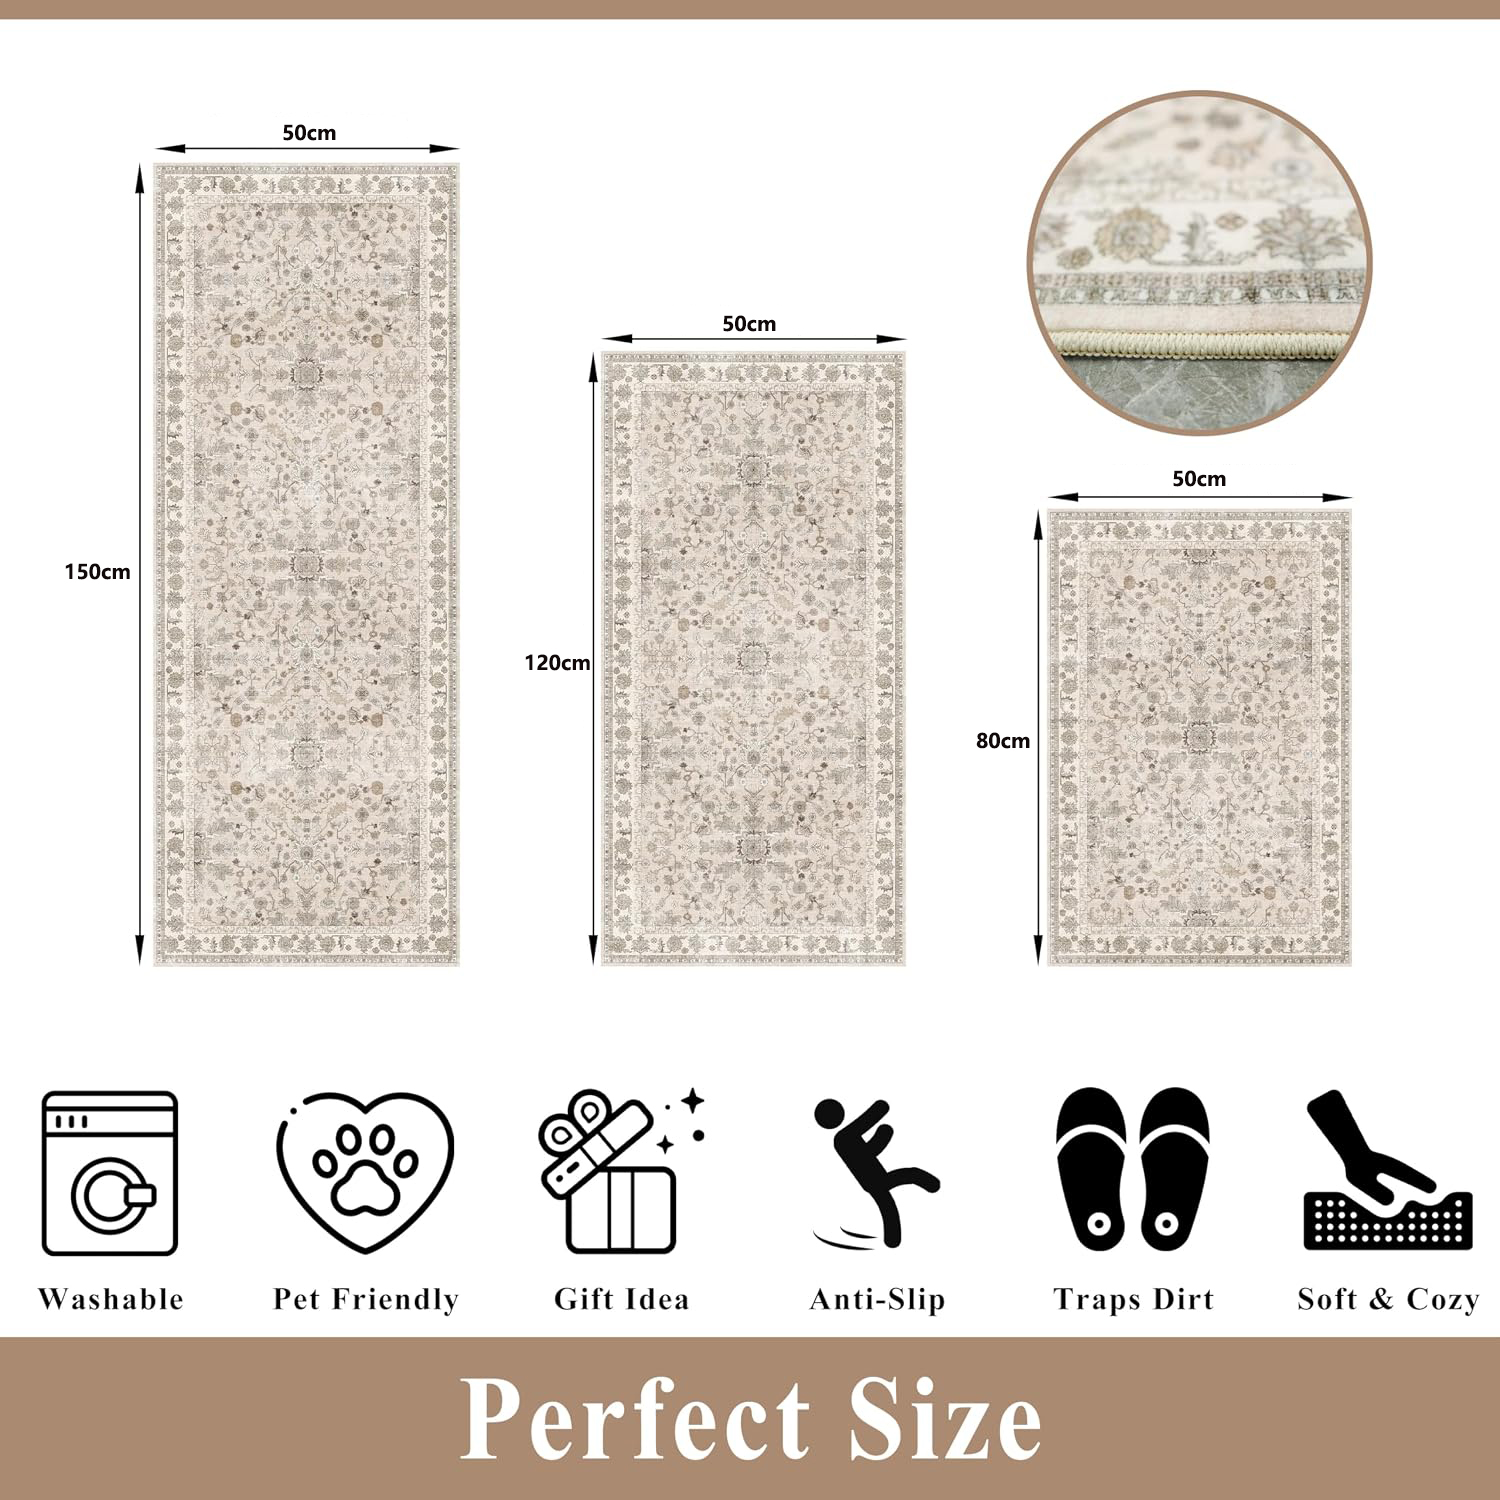 50cm
150cm
50cm
120cm
50cm
80cm
Washable
Pet Friendly
Gift Idea
Anti-Slip
Traps Dirt
Soft & Cozy
Perfect Size